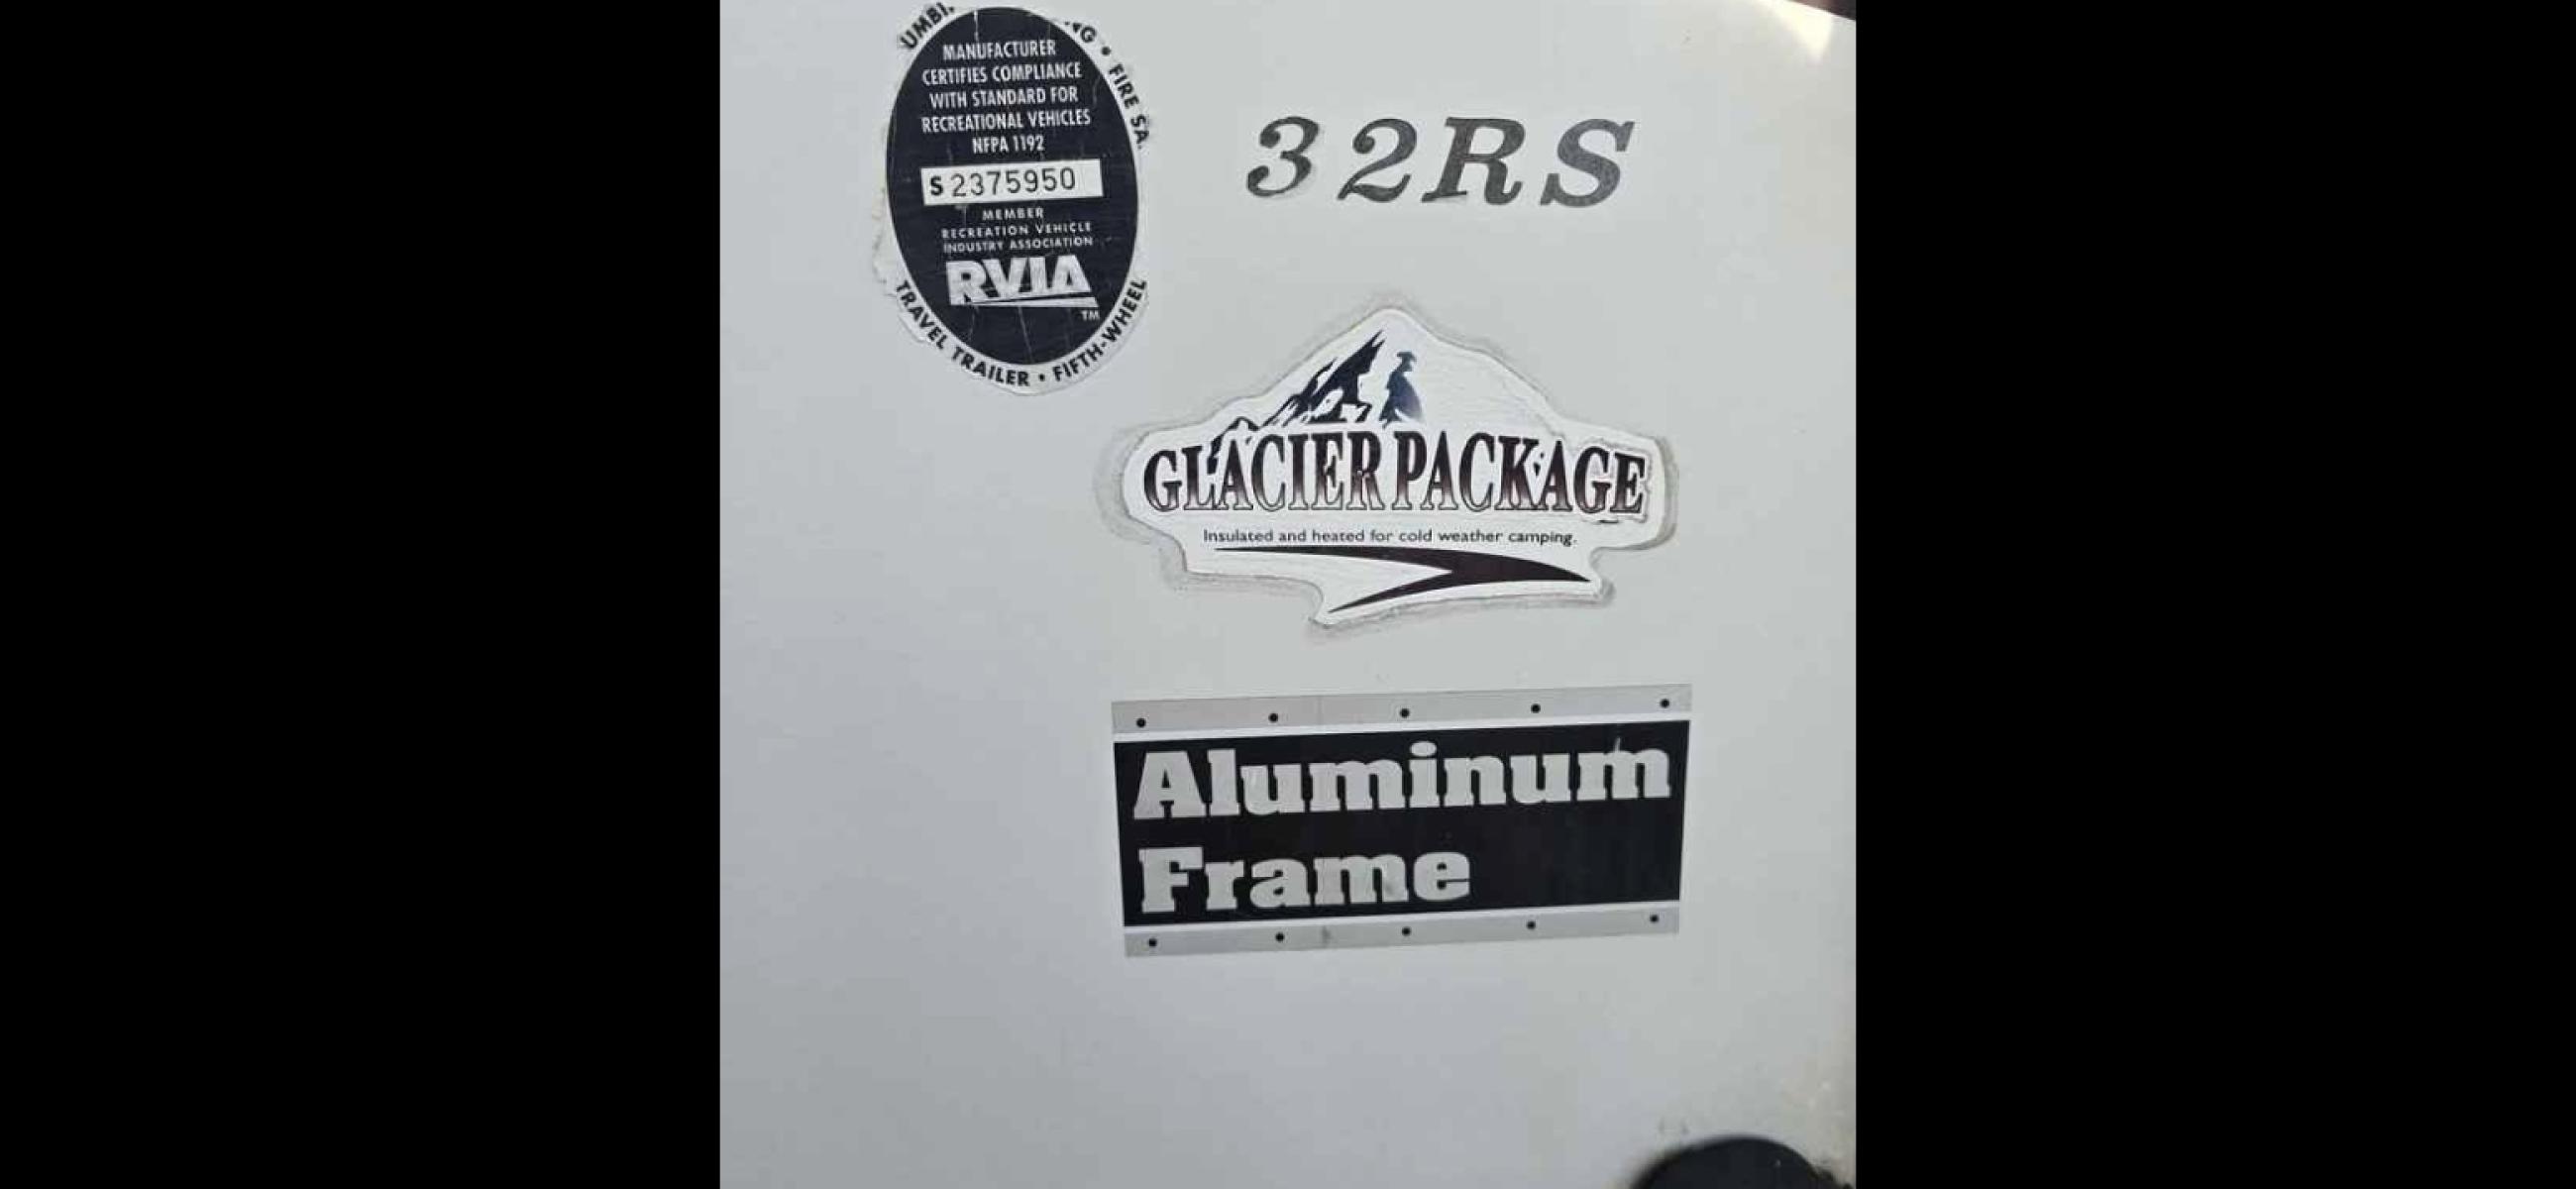 MANUFACTURER
CERTIFIES COMPLIANCE
WITH STANDARD FOR
RECREATIONAL VEHICLES
NFPA 1192
S 2375950
MEMBER
RECREATION VEHICLE
INDUSTRY ASSOCIATION
RVIA
TM
TRAVEL TRAILER • FIFTH-WHEEL
32RS
GLACIER PACKAGE
Insulated and heated for cold weather camping.
Aluminum
Frame